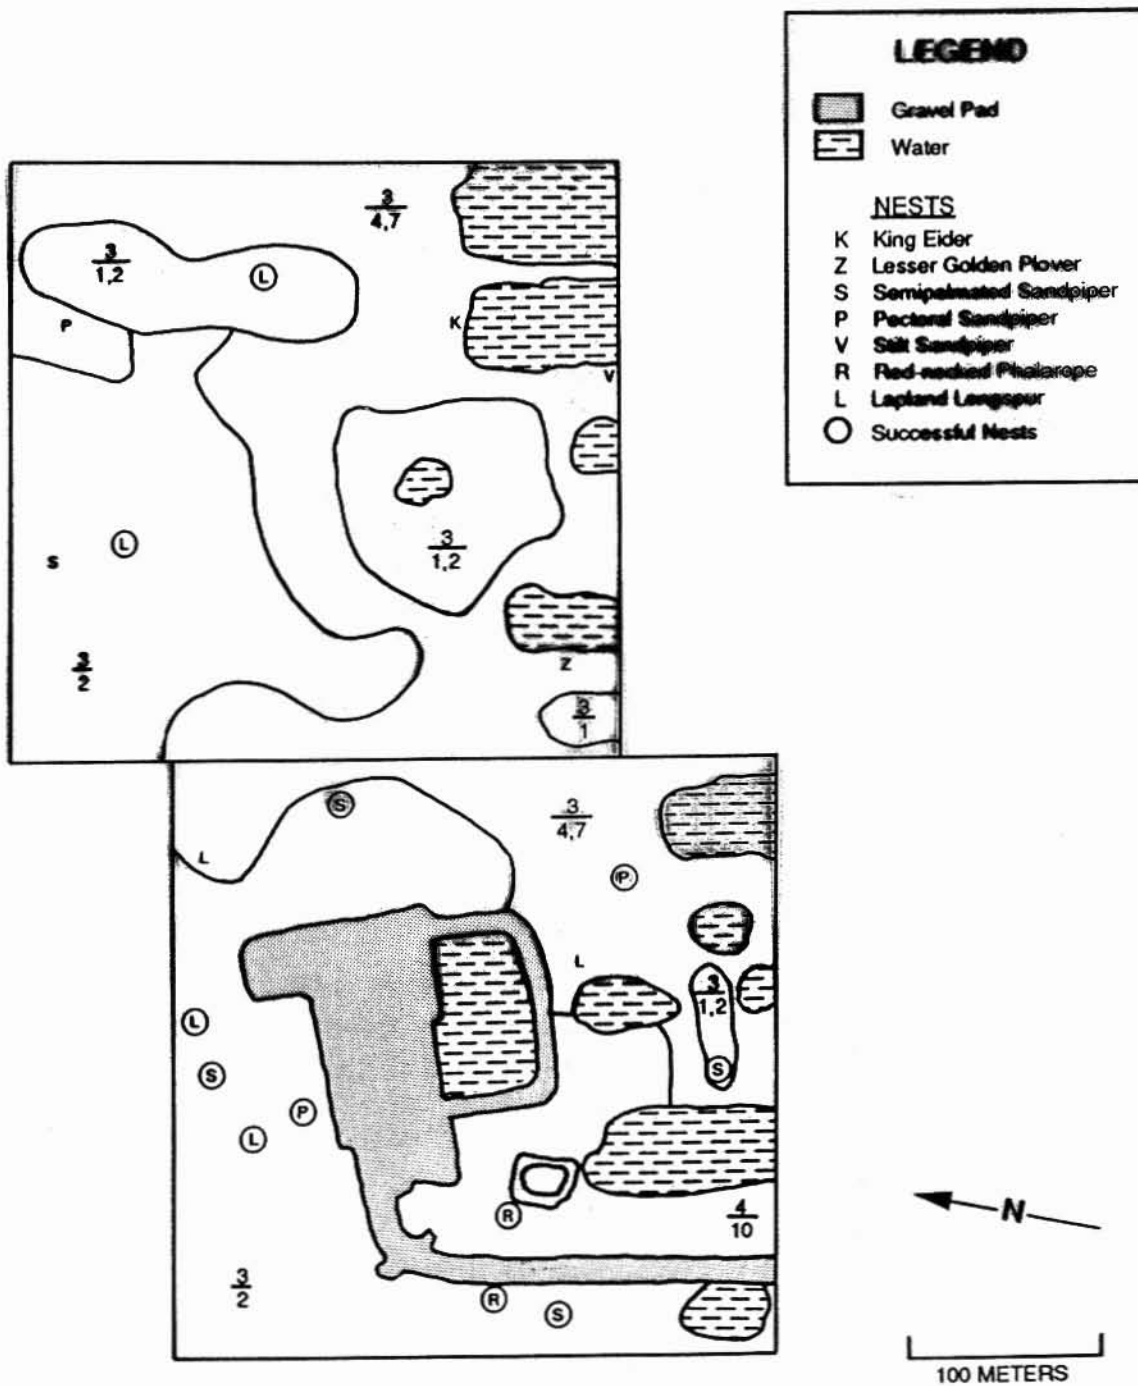 LEGEND
Gravel Pad
Water
NESTS
K King Eider
Z Lesser Golden Plover
S Semipalmated Sandpiper
P Pectoral Sandpiper
V Stilt Sandpiper
R Red-necked Phalarope
L Lapland Longspur
Successful Nests
3
4,7
3
1,2
L
P
K
V
3
1,2
L
S
3
2
Z
3
1
S
3
4,7
L
P
L
3
1,2
L
S
S
P
L
R
4
10
N
3
2
R
S
100 METERS